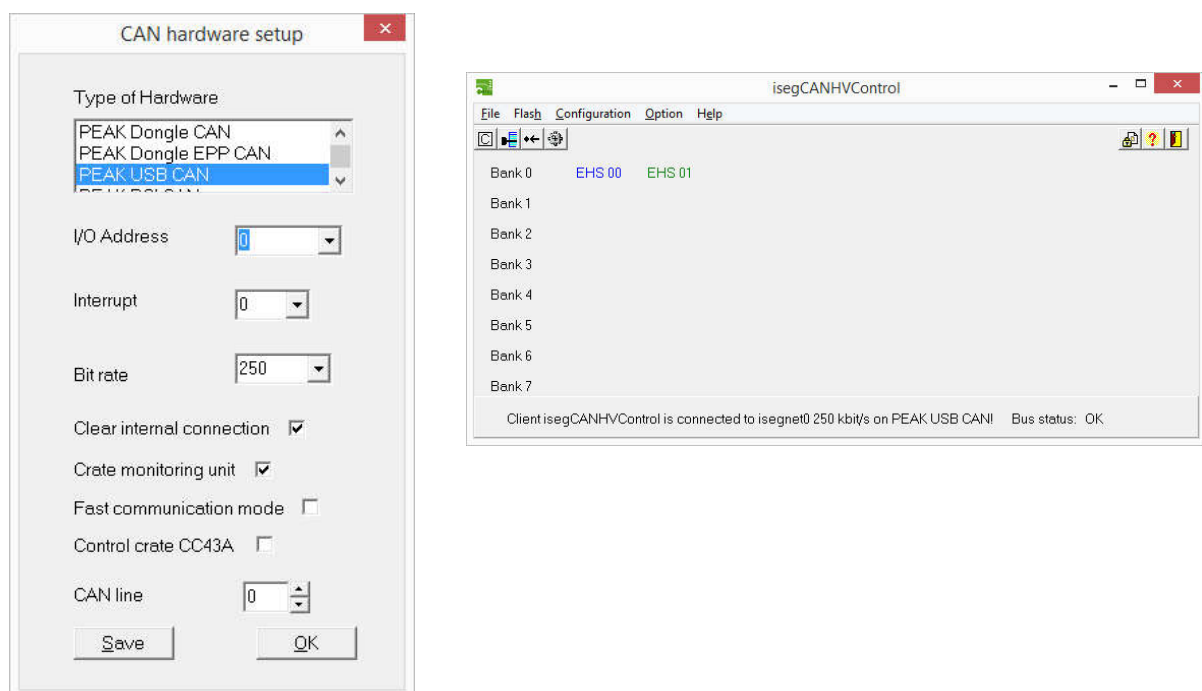 CAN hardware setup
Type of Hardware
PEAK Dongle CAN
PEAK Dongle EPP CAN
PEAK USB CAN
I/O Address 0
Interrupt 0
Bit rate 250
Clear internal connection
Crate monitoring unit
Fast communication mode
Control crate CC43A
CAN line 0
Save OK
isegCANHVControl
File Flash Configuration Option Help
Bank 0 EHS 00 EHS 01
Bank 1
Bank 2
Bank 3
Bank 4
Bank 5
Bank 6
Bank 7
Client isegCANHVControl is connected to isegnet0 250 kbit/s on PEAK USB CAN! Bus status: OK